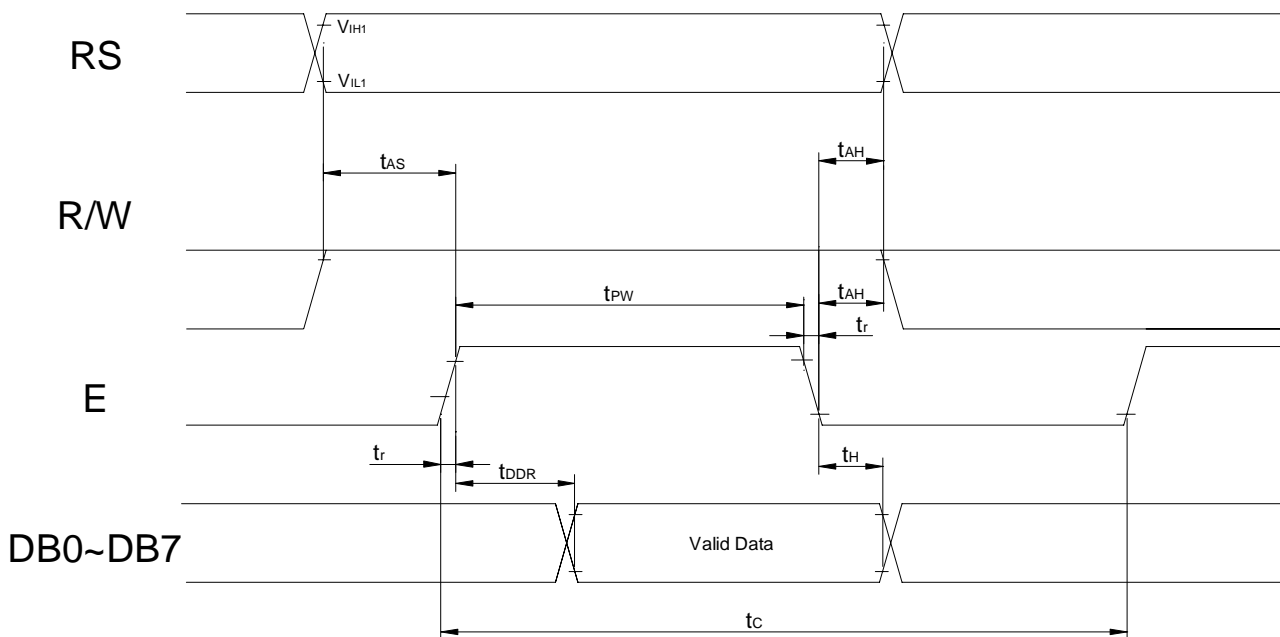 RS
VIH1
VIL1
tAS
tAH
R/W
tPW
tAH
tr
E
tr
tDDR
tH
DB0~DB7
Valid Data
tC